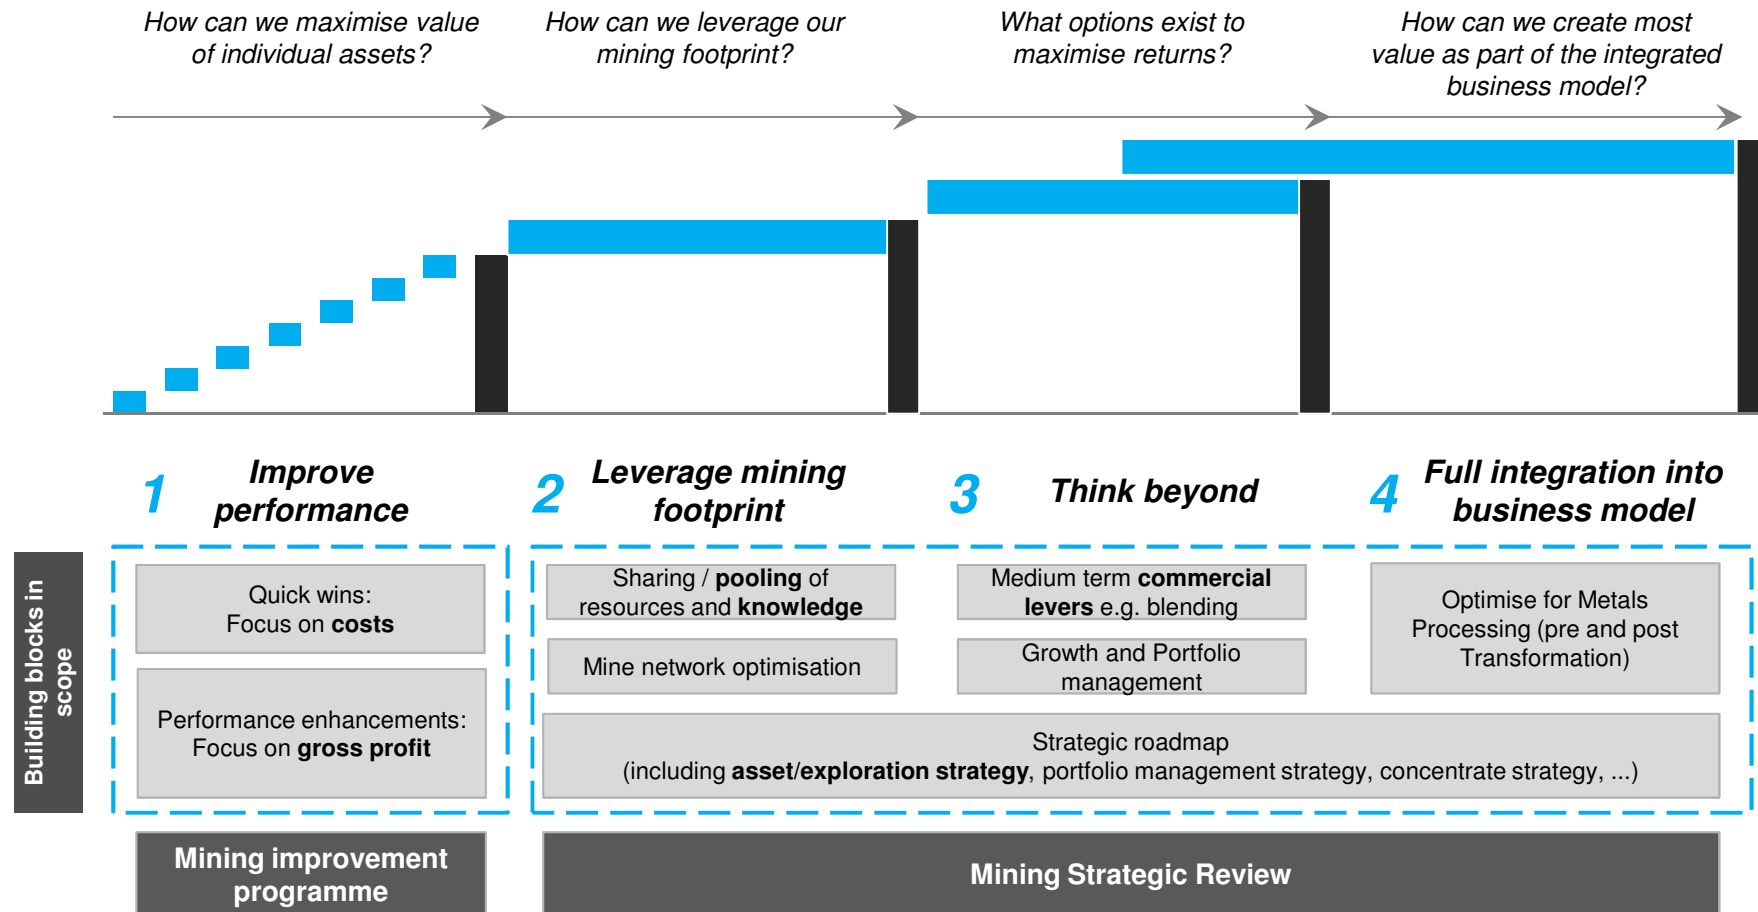 How can we maximise value
of individual assets?
How can we leverage our
mining footprint?
What options exist to
maximise returns?
How can we create most
value as part of the integrated
business model?
1
Improve
performance
2
Leverage mining
footprint
3
Think beyond
4
Full integration into
business model
Building blocks in
scope
Quick wins:
Focus on costs
Performance enhancements:
Focus on gross profit
Sharing / pooling of
resources and knowledge
Mine network optimisation
Medium term commercial
levers e.g. blending
Growth and Portfolio
management
Optimise for Metals
Processing (pre and post
Transformation)
Strategic roadmap
(including asset/exploration strategy, portfolio management strategy, concentrate strategy, ...)
Mining improvement
programme
Mining Strategic Review